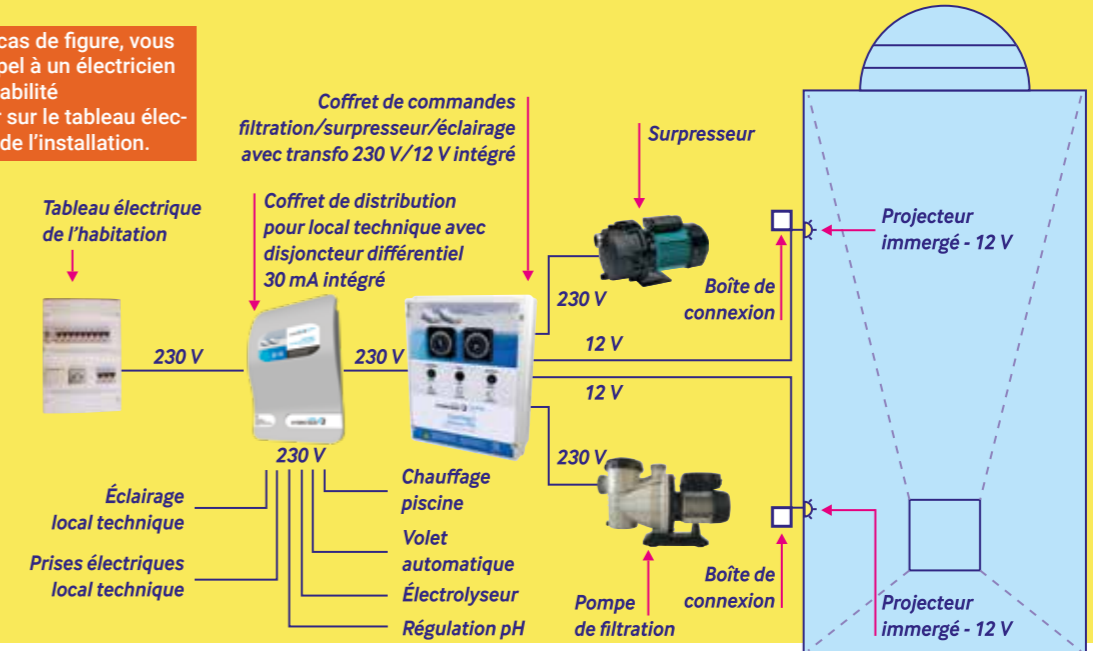 cas de figure, vous
pel à un électricien
abilité
r sur le tableau élec-
de l'installation.
Coffret de commandes
filtration/surpresseur/éclairage
avec transfo 230 V/12 V intégré
Surpresseur
Tableau électrique
de l'habitation
Coffret de distribution
pour local technique avec
disjoncteur différentiel
30 mA intégré
Projecteur
immergé - 12 V
Boîte de
connexion
230 V
230 V
230 V
12 V
12 V
230 V
230 V
Éclairage
local technique
Prises électriques
local technique
Chauffage
piscine
Volet
automatique
Électrolyseur
Régulation pH
Pompe
de filtration
Boîte de
connexion
Projecteur
immergé - 12 V